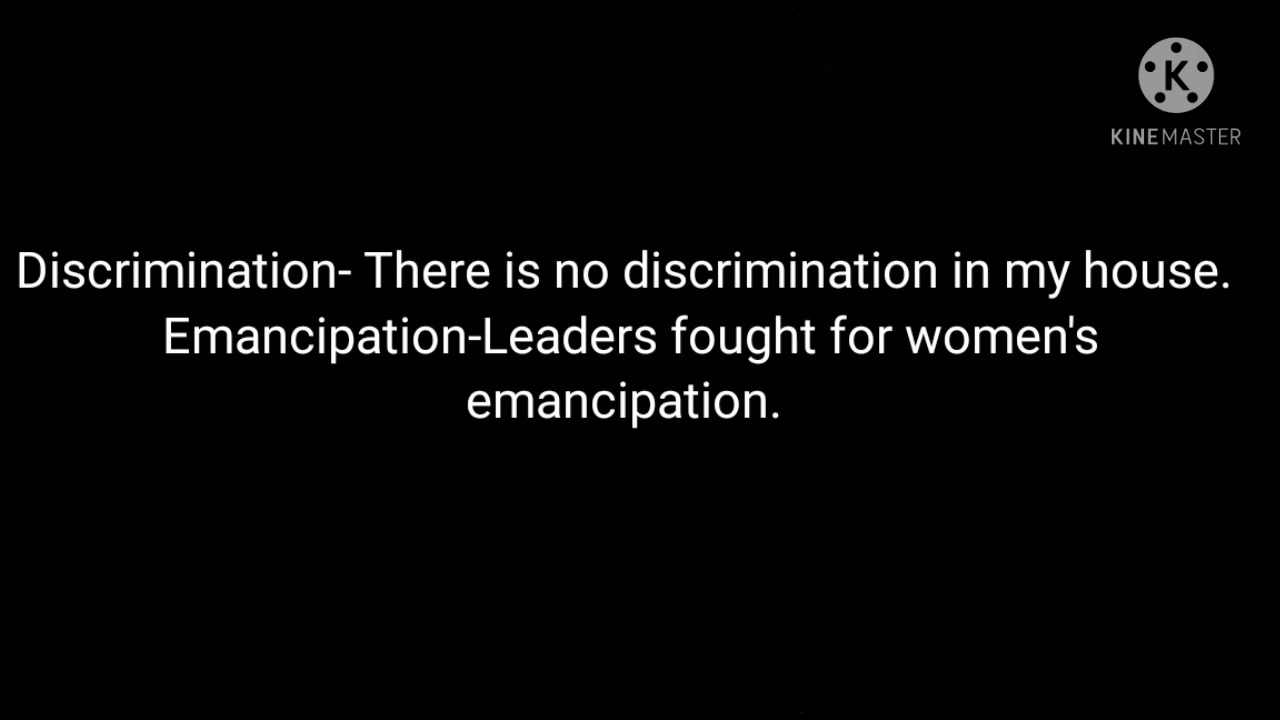 K
KINEMASTER
Discrimination- There is no discrimination in my house.
Emancipation-Leaders fought for women's
emancipation.